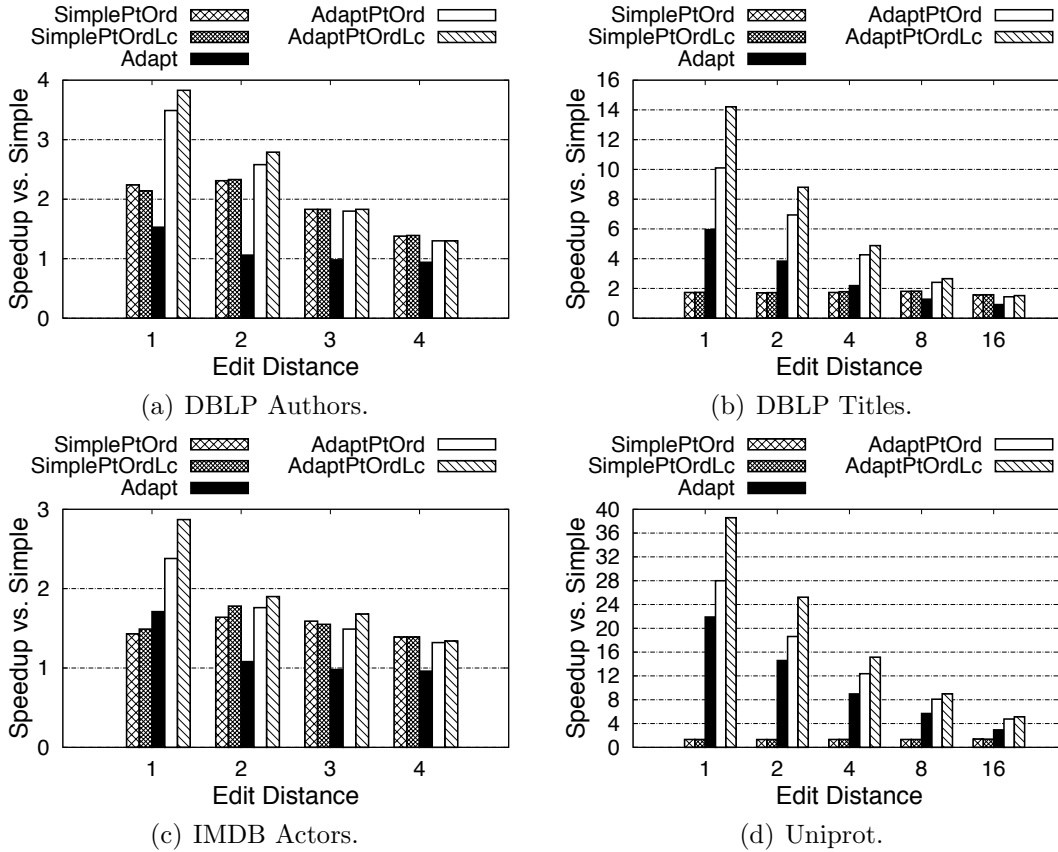 SimplePtOrd AdaptPtOrd
SimplePtOrdLc AdaptPtOrdLc
Adapt
Speedup vs. Simple
4
3
2
1
0
1 2 3 4
Edit Distance
(a) DBLP Authors.
SimplePtOrd AdaptPtOrd
SimplePtOrdLc AdaptPtOrdLc
Adapt
Speedup vs. Simple
16
14
12
10
8
6
4
2
0
1 2 4 8 16
Edit Distance
(b) DBLP Titles.
SimplePtOrd AdaptPtOrd
SimplePtOrdLc AdaptPtOrdLc
Adapt
Speedup vs. Simple
3
2
1
0
1 2 3 4
Edit Distance
(c) IMDB Actors.
SimplePtOrd AdaptPtOrd
SimplePtOrdLc AdaptPtOrdLc
Adapt
Speedup vs. Simple
40
36
32
28
24
20
16
12
8
4
0
1 2 4 8 16
Edit Distance
(d) Uniprot.